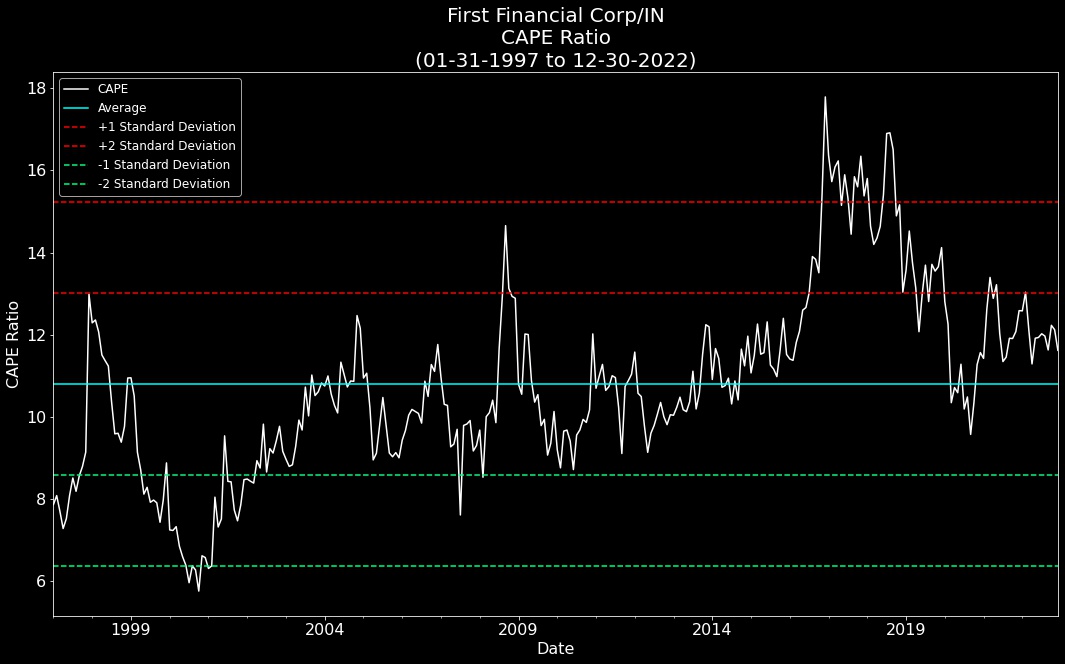 First Financial Corp/IN
CAPE Ratio
(01-31-1997 to 12-30-2022)
CAPE
Average
+1 Standard Deviation
+2 Standard Deviation
-1 Standard Deviation
-2 Standard Deviation
CAPE Ratio
18
16
14
12
10
8
6
1999
2004
2009
2014
2019
Date